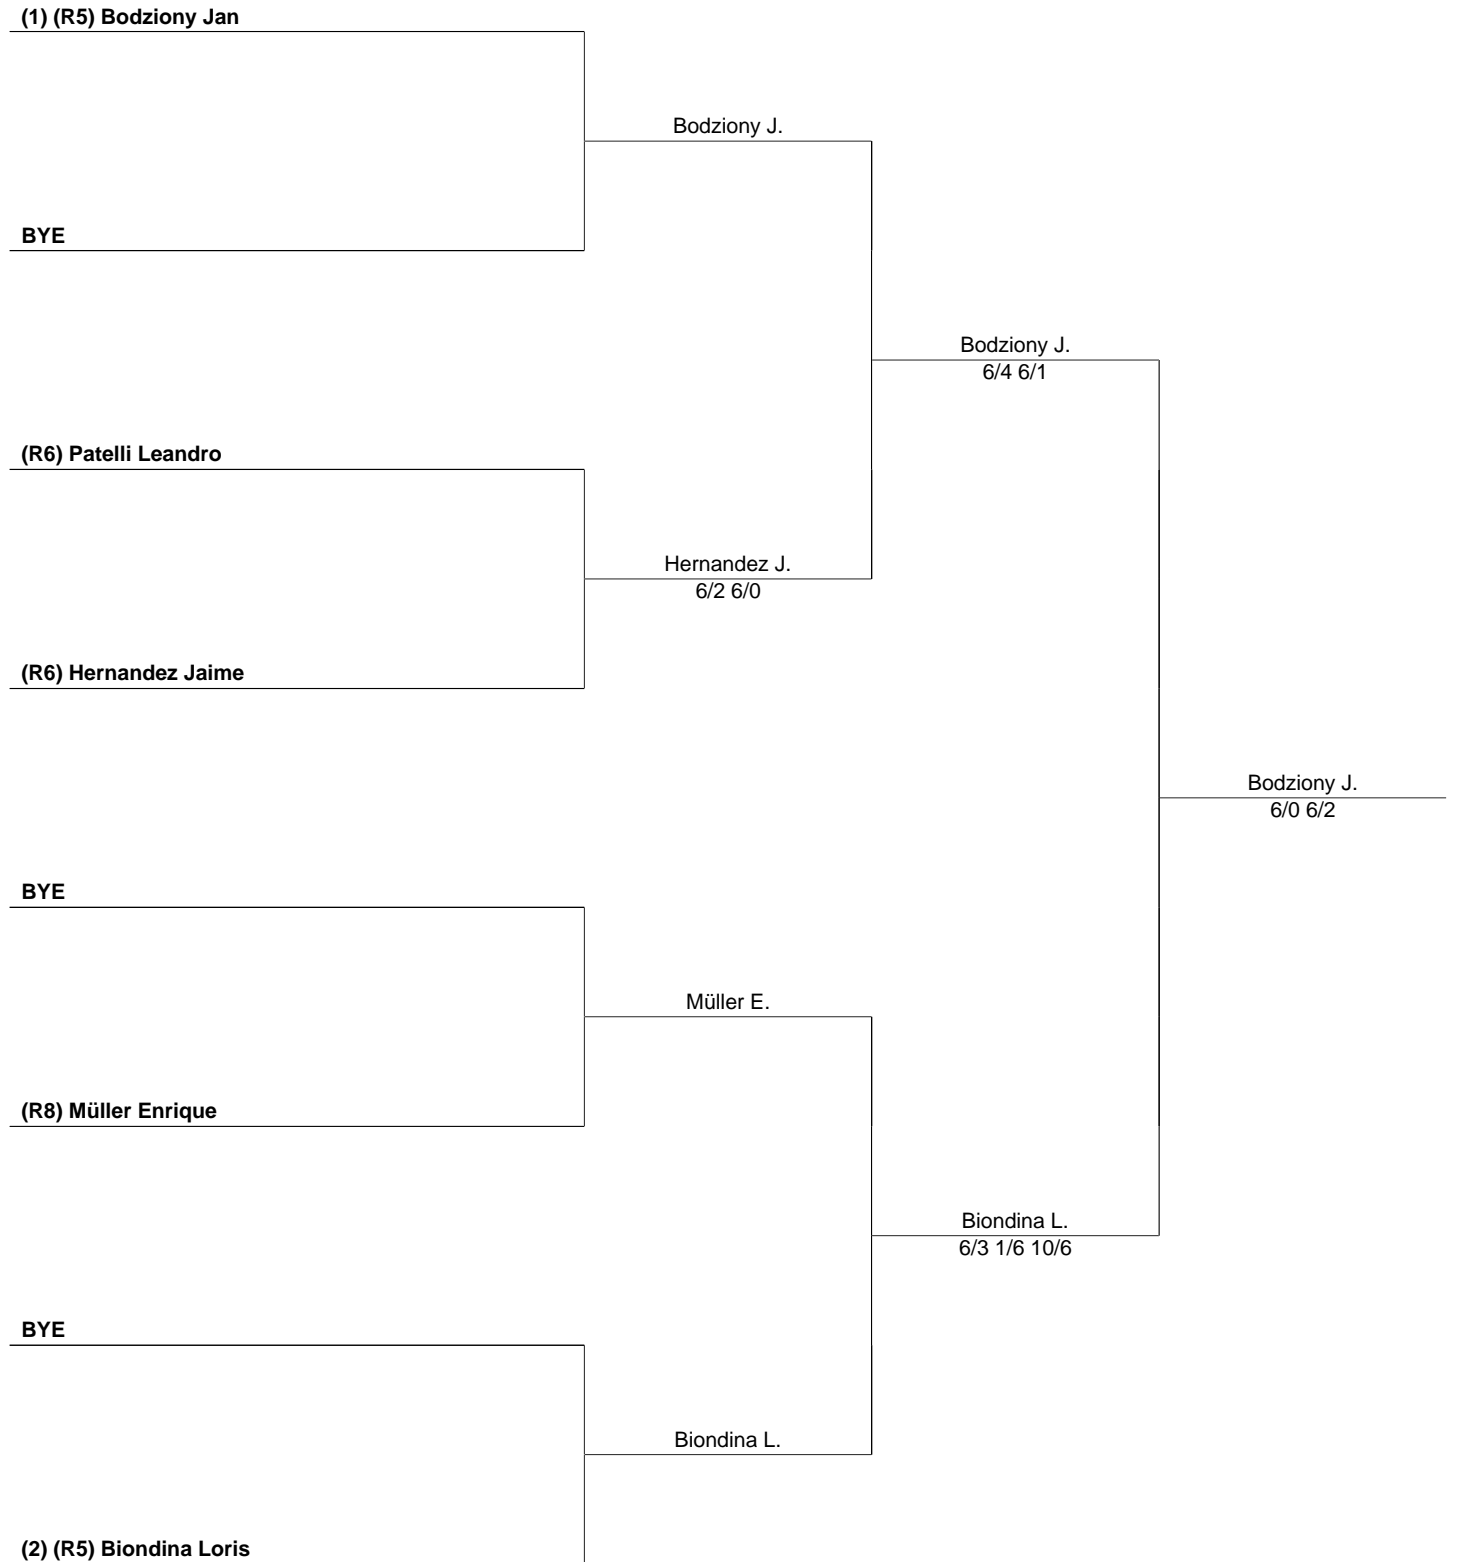 (1) (R5) Bodziony Jan
Bodziony J.
BYE
Bodziony J.
6/4 6/1
(R6) Patelli Leandro
Hernandez J.
6/2 6/0
(R6) Hernandez Jaime
Bodziony J.
6/0 6/2
BYE
Müller E.
(R8) Müller Enrique
Biondina L.
6/3 1/6 10/6
BYE
Biondina L.
(2) (R5) Biondina Loris